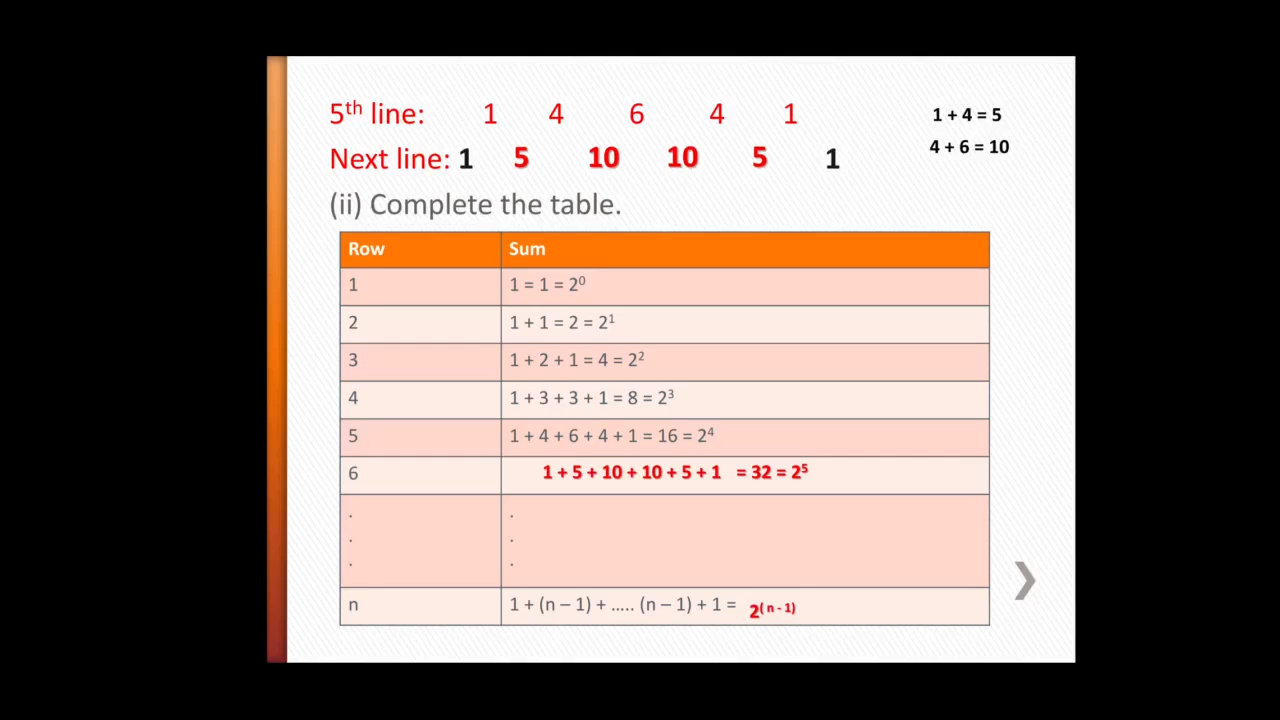 5th line: 1 4 6 4 1
1 + 4 = 5
Next line: 1 5 10 10 5 1
4 + 6 = 10
(ii) Complete the table.
Row Sum
1 1 = 1 = 2⁰
2 1 + 1 = 2 = 2¹
3 1 + 2 + 1 = 4 = 2²
4 1 + 3 + 3 + 1 = 8 = 2³
5 1 + 4 + 6 + 4 + 1 = 16 = 2⁴
6 1 + 5 + 10 + 10 + 5 + 1 = 32 = 2⁵
. .
. .
. .
n 1 + (n – 1) + ..... (n – 1) + 1 = 2⁽ⁿ⁻¹⁾